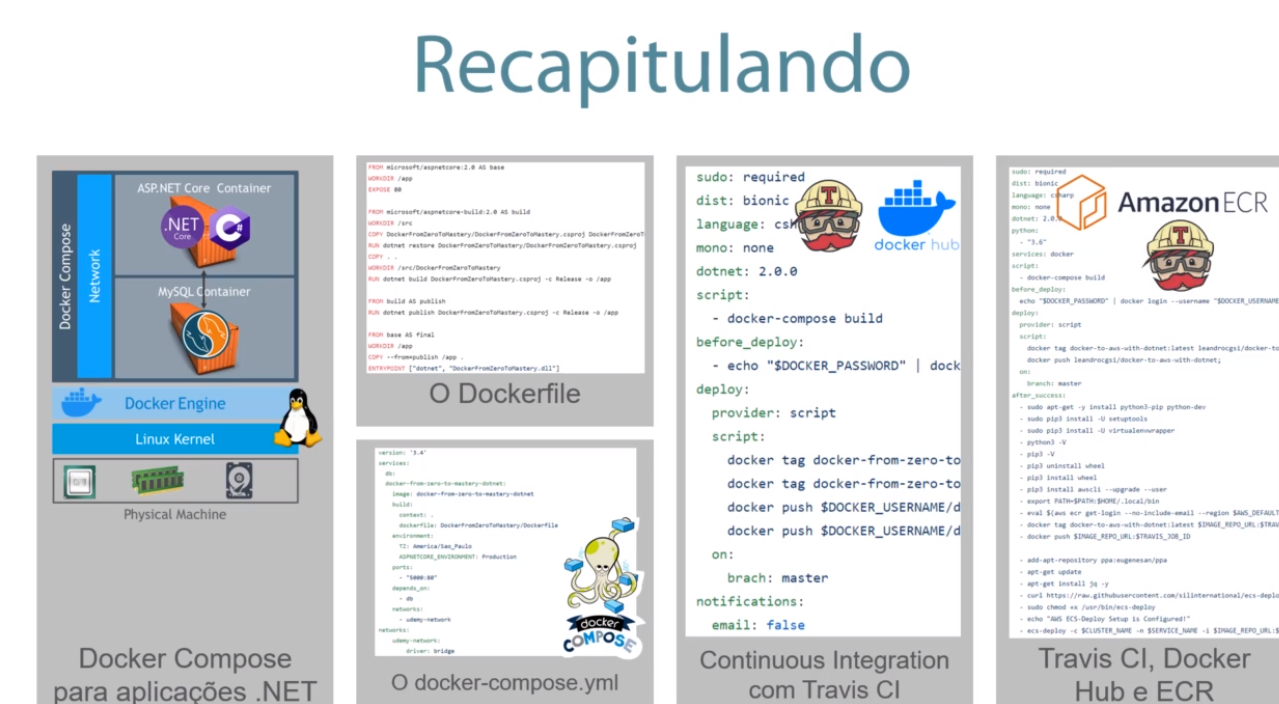 Recapitulando
Docker Compose
Network
ASP.NET Core Container
.NET
Core
C#
MySQL Container
Docker Engine
Linux Kernel
Physical Machine
Docker Compose
para aplicações .NET
FROM microsoft/aspnetcore:2.0 AS base
WORKDIR /app
EXPOSE 80
FROM microsoft/aspnetcore-build:2.0 AS build
WORKDIR /src
COPY DockerfromZeroToMastery/DockerfromZeroToMastery.csproj DockerfromZeroT
RUN dotnet restore DockerfromZeroToMastery/DockerfromZeroToMastery.csproj
COPY . .
WORKDIR /src/DockerfromZeroToMastery
RUN dotnet build DockerfromZeroToMastery.csproj -c Release -o /app
FROM build AS publish
RUN dotnet publish DockerfromZeroToMastery.csproj -c Release -o /app
FROM base AS final
WORKDIR /app
COPY --from=publish /app .
ENTRYPOINT ["dotnet", "DockerfromZeroToMastery.dll"]
O Dockerfile
version: '3.4'
services:
db:
docker-from-zero-to-mastery-dotnet:
image: docker-from-zero-to-mastery-dotnet
build:
context: .
dockerfile: DockerfromZeroToMastery/Dockerfile
environment:
TZ: America/Sao_Paulo
ASPNETCORE_ENVIRONMENT: Production
ports:
- "5000:80"
depends_on:
- db
networks:
- udemy-network
networks:
udemy-network:
driver: bridge
docker
COMPOSE
O docker-compose.yml
sudo: required
dist: bionic
language: csh
mono: none
dotnet: 2.0.0
script:
- docker-compose build
before_deploy:
- echo "$DOCKER_PASSWORD" | dock
deploy:
provider: script
script:
docker tag docker-from-zero-to
docker tag docker-from-zero-to
docker push $DOCKER_USERNAME/d
docker push $DOCKER_USERNAME/d
on:
brach: master
notifications:
email: false
T
docker hub
Continuous Integration
com Travis CI
sudo: required
dist: bionic
language: csharp
mono: none
dotnet: 2.0.
python:
- "3.6"
services: docker
script:
- docker-compose build
before_deploy:
echo "$DOCKER_PASSWORD" | docker login --username "$DOCKER_USERNAME
deploy:
provider: script
script:
docker tag docker-to-aws-with-dotnet:latest leandrocgsi/docker-to
docker push leandrocgsi/docker-to-aws-with-dotnet;
on:
branch: master
after_success:
- sudo apt-get -y install python3-pip python-dev
- sudo pip3 install -U setuptools
- sudo pip3 install -U virtualenvwrapper
- python3 -V
- pip3 -V
- pip3 uninstall wheel
- pip3 install wheel
- pip3 install awscli --upgrade --user
- export PATH=$PATH:$HOME/.local/bin
- eval $(aws ecr get-login --no-include-email --region $AWS_DEFAULT
- docker tag docker-to-aws-with-dotnet:latest $IMAGE_REPO_URL:$TRAV
- docker push $IMAGE_REPO_URL:$TRAVIS_JOB_ID
- add-apt-repository ppa:eugenesan/ppa
- apt-get update
- apt-get install jq -y
- curl https://raw.githubusercontent.com/silinternational/ecs-deplo
- sudo chmod +x /usr/bin/ecs-deploy
- echo "AWS ECS-Deploy Setup is Configured!"
- ecs-deploy -c $CLUSTER_NAME -n $SERVICE_NAME -i $IMAGE_REPO_URL:$
Amazon ECR
T
Travis CI, Docker
Hub e ECR